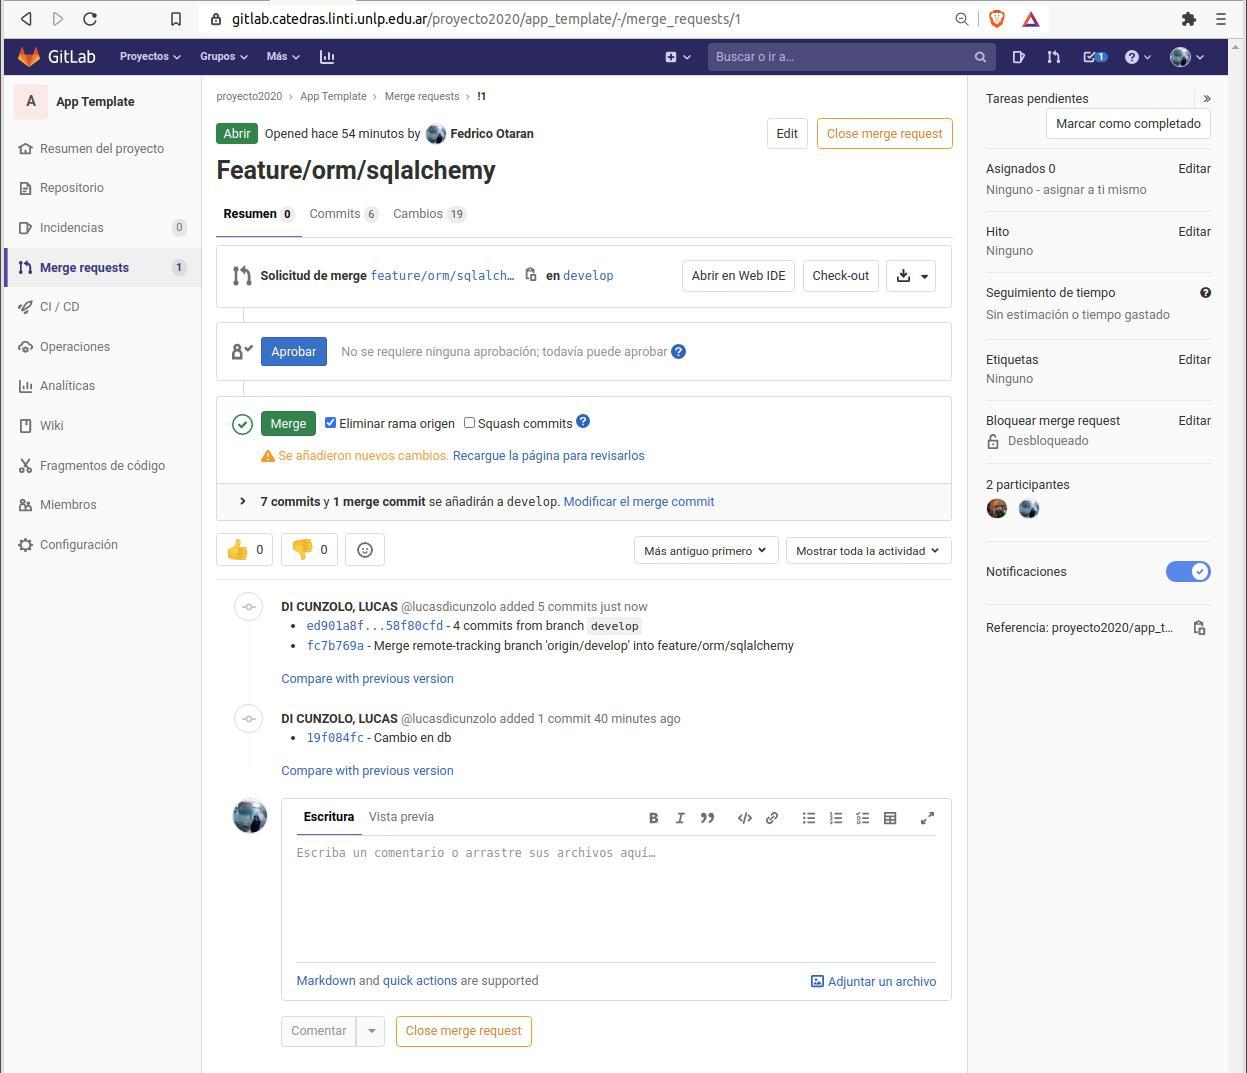 gitlab.catedras.linti.unlp.edu.ar/proyecto2020/app_template/-/merge_requests/1
GitLab Proyectos Grupos Más Buscar o ir a... 1
A App Template
Resumen del proyecto
Repositorio
Incidencias 0
Merge requests 1
CI / CD
Operaciones
Analíticas
Wiki
Fragmentos de código
Miembros
Configuración
proyecto2020 › App Template › Merge requests › !1
Abrir Opened hace 54 minutos by Fedrico Otaran Edit Close merge request
Feature/orm/sqlalchemy
Resumen 0 Commits 6 Cambios 19
Solicitud de merge feature/orm/sqlalch… en develop Abrir en Web IDE Check-out
Aprobar No se requiere ninguna aprobación; todavía puede aprobar
Merge Eliminar rama origen Squash commits
Se añadieron nuevos cambios. Recargue la página para revisarlos
7 commits y 1 merge commit se añadirán a develop. Modificar el merge commit
👍 0 👎 0 Más antiguo primero Mostrar toda la actividad
DI CUNZOLO, LUCAS @lucasdicunzolo added 5 commits just now
• ed901a8f...58f80cfd - 4 commits from branch develop
• fc7b769a - Merge remote-tracking branch 'origin/develop' into feature/orm/sqlalchemy
Compare with previous version
DI CUNZOLO, LUCAS @lucasdicunzolo added 1 commit 40 minutes ago
• 19f084fc - Cambio en db
Compare with previous version
Escritura Vista previa B I
Escriba un comentario o arrastre sus archivos aquí…
Markdown and quick actions are supported Adjuntar un archivo
Comentar Close merge request
Tareas pendientes »
Marcar como completado
Asignados 0 Editar
Ninguno - asignar a ti mismo
Hito Editar
Ninguno
Seguimiento de tiempo
Sin estimación o tiempo gastado
Etiquetas Editar
Ninguno
Bloquear merge request Editar
Desbloqueado
2 participantes
Notificaciones
Referencia: proyecto2020/app_t…